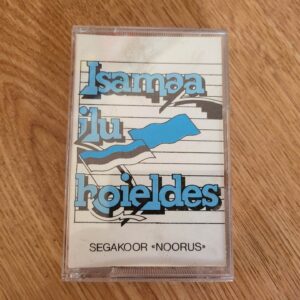 Isamaa
ilu
hoieldes
SEGAKOOR «NOORUS»